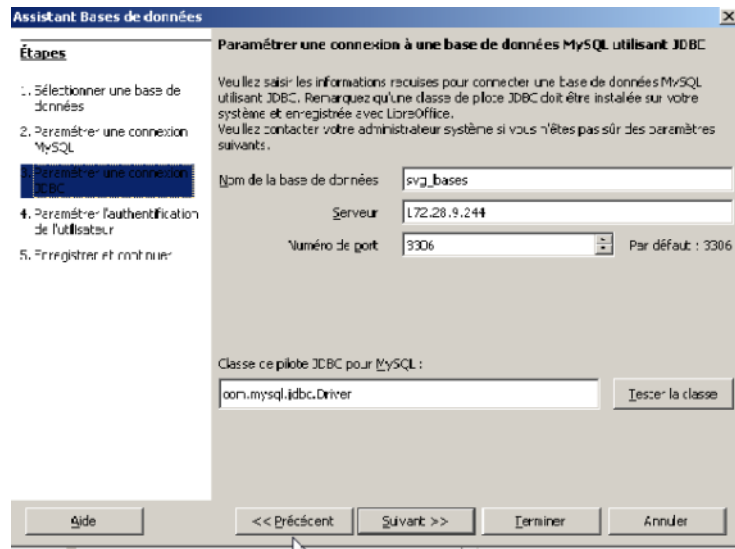 Assistant Bases de données
Étapes
1. Sélectionner une base de
données
2. Paramétrer une connexion
MySQL
3. Paramétrer une connexion
JDBC
4. Paramétrer l'authentification
de l'utilisateur
5. Enregistrer et continuer
Paramétrer une connexion à une base de données MySQL utilisant JDBC
Veuillez saisir les informations requises pour connecter une base de données MySQL
utilisant JDBC. Remarquez qu'une classe de pilote JDBC doit être installée sur votre
système et enregistrée avec LibreOffice.
Veuillez contacter votre administrateur système si vous n'êtes pas sûr des paramètres
suivants.
Nom de la base de données svg_bases
Serveur 172.28.9.244
Numéro de port 3306 Par défaut : 3306
Classe de pilote JDBC pour MySQL :
com.mysql.jdbc.Driver Tester la classe
Aide << Précédent Suivant >> Terminer Annuler